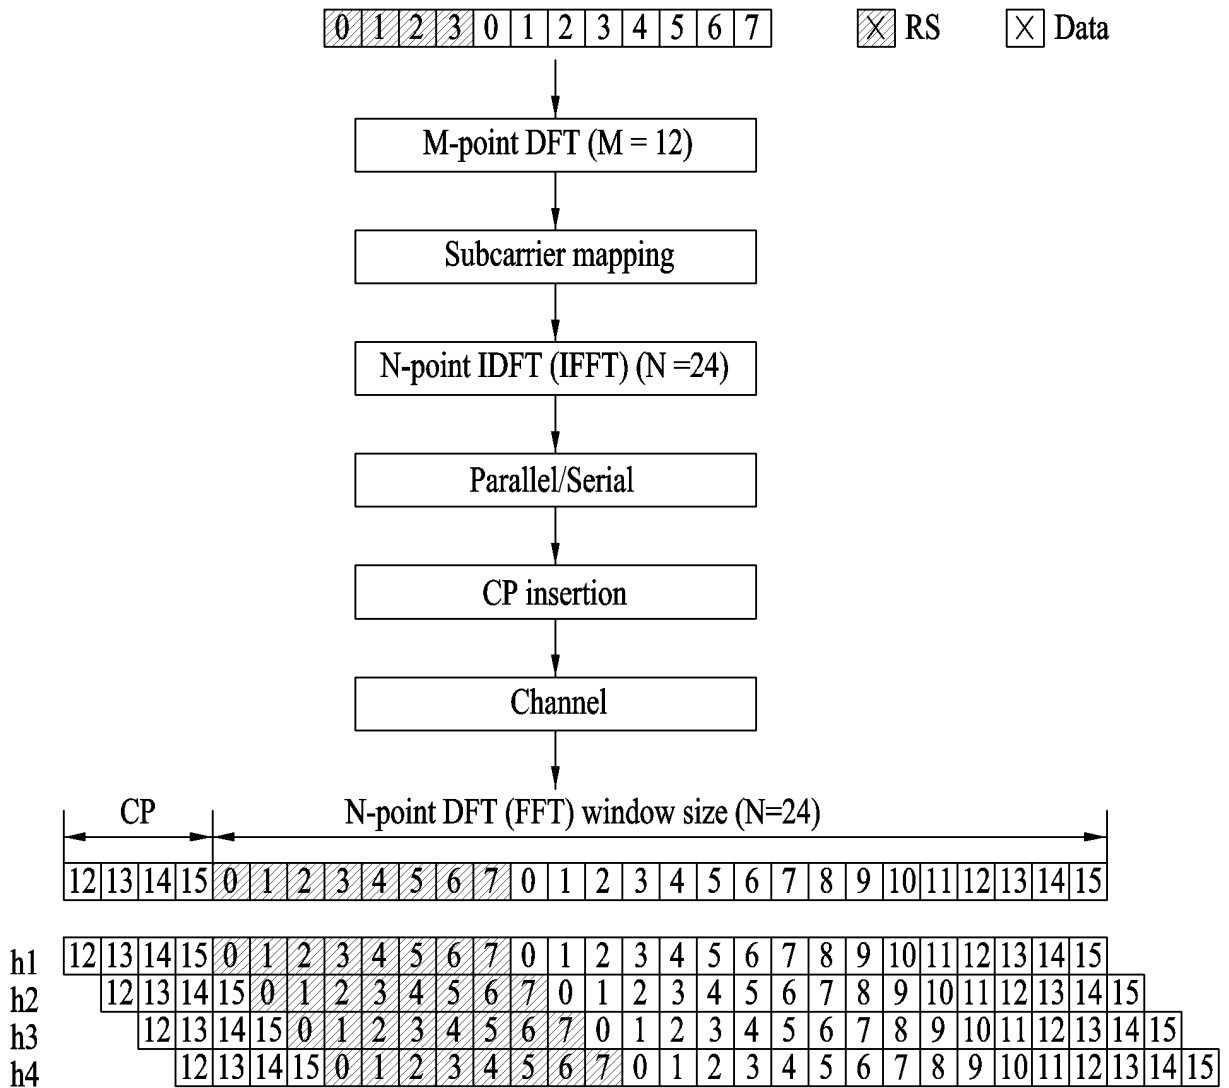 0 1 2 3 0 1 2 3 4 5 6 7 X RS X Data
M-point DFT (M = 12)
Subcarrier mapping
N-point IDFT (IFFT) (N =24)
Parallel/Serial
CP insertion
Channel
CP N-point DFT (FFT) window size (N=24)
12 13 14 15 0 1 2 3 4 5 6 7 0 1 2 3 4 5 6 7 8 9 10 11 12 13 14 15
h1 12 13 14 15 0 1 2 3 4 5 6 7 0 1 2 3 4 5 6 7 8 9 10 11 12 13 14 15
h2 12 13 14 15 0 1 2 3 4 5 6 7 0 1 2 3 4 5 6 7 8 9 10 11 12 13 14 15
h3 12 13 14 15 0 1 2 3 4 5 6 7 0 1 2 3 4 5 6 7 8 9 10 11 12 13 14 15
h4 12 13 14 15 0 1 2 3 4 5 6 7 0 1 2 3 4 5 6 7 8 9 10 11 12 13 14 15